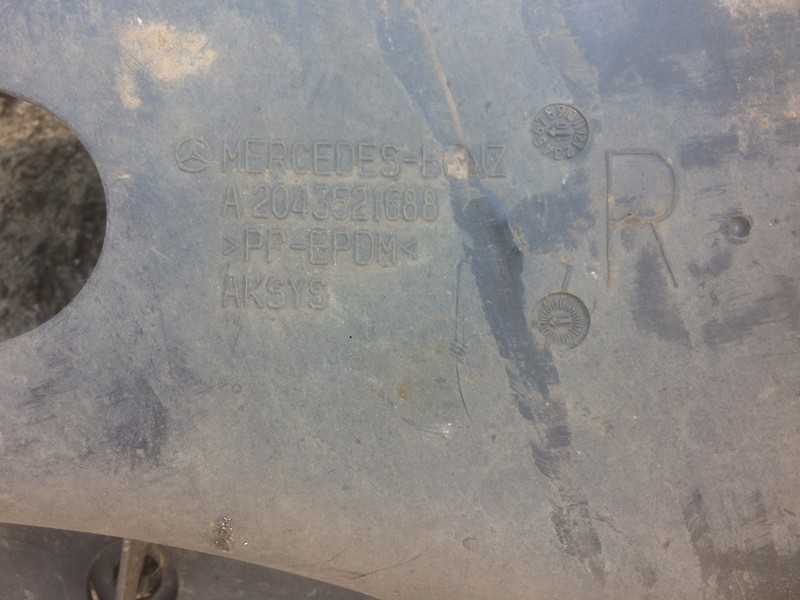 MERCEDES-BENZ
A 2043521688
>PP-EPDM<
AKSYS
R